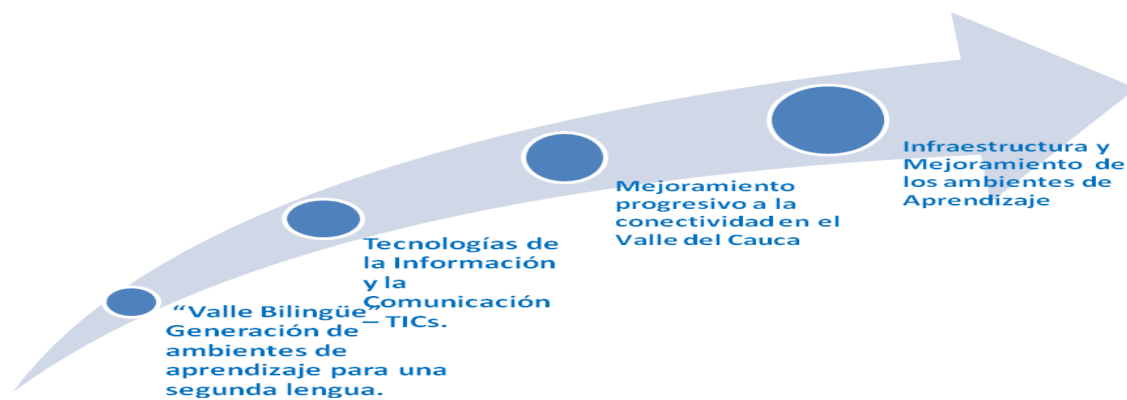 “Valle Bilingüe”
Generación de
ambientes de
aprendizaje para una
segunda lengua.
Tecnologías de
la Información
y la
Comunicación
– TICs.
Mejoramiento
progresivo a la
conectividad en el
Valle del Cauca
Infraestructura y
Mejoramiento de
los ambientes de
Aprendizaje